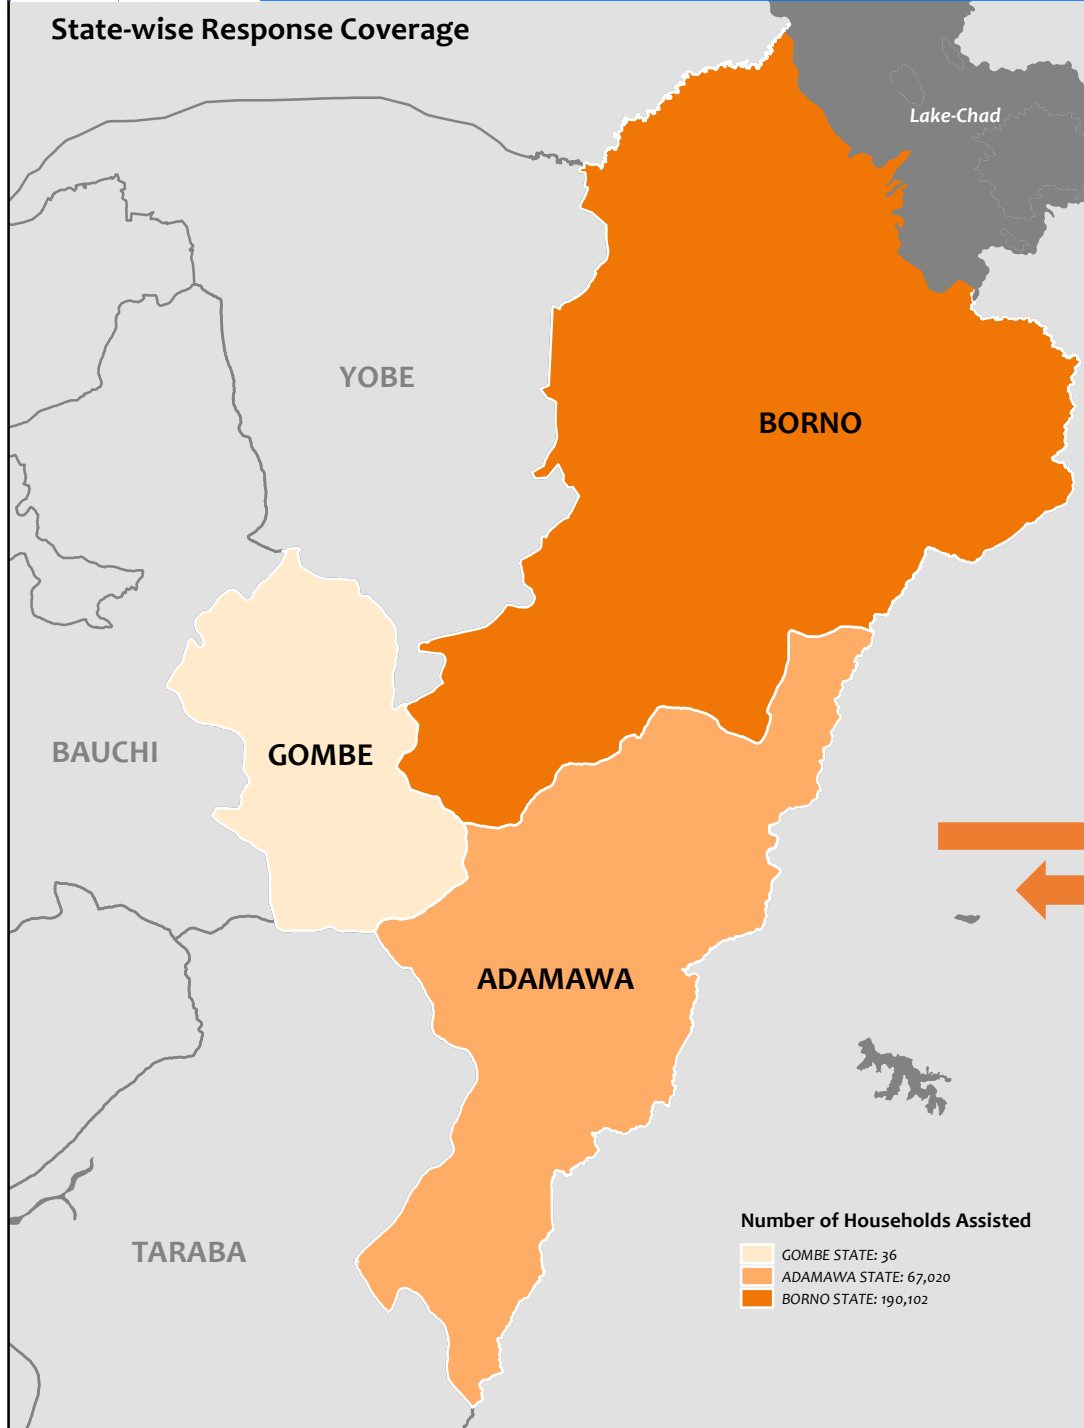 State-wise Response Coverage
Lake-Chad
YOBE
BORNO
BAUCHI
GOMBE
ADAMAWA
TARABA
Number of Households Assisted
GOMBE STATE: 36
ADAMAWA STATE: 67,020
BORNO STATE: 190,102